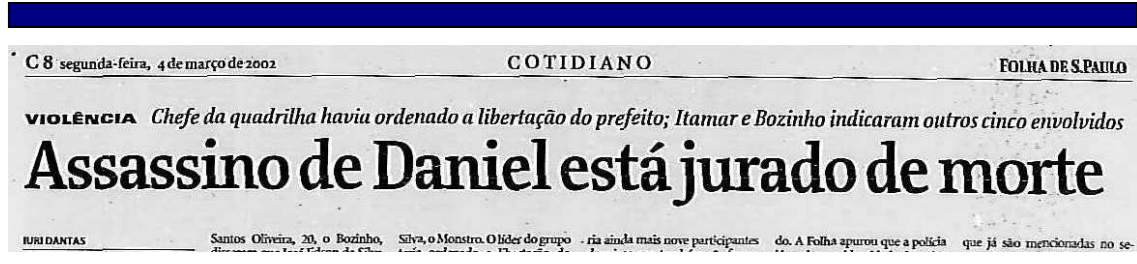 C 8 segunda-feira, 4 de março de 2002 COTIDIANO FOLHA DE S.PAULO
VIOLÊNCIA Chefe da quadrilha havia ordenado a libertação do prefeito; Itamar e Bozinho indicaram outros cinco envolvidos
Assassino de Daniel está jurado de morte
IURI DANTAS
Santos Oliveira, 20, o Bozinho,
Silva, o Monstro. O líder do grupo
ria ainda mais nove participantes
do. A Folha apurou que a polícia
que já são mencionadas no se-